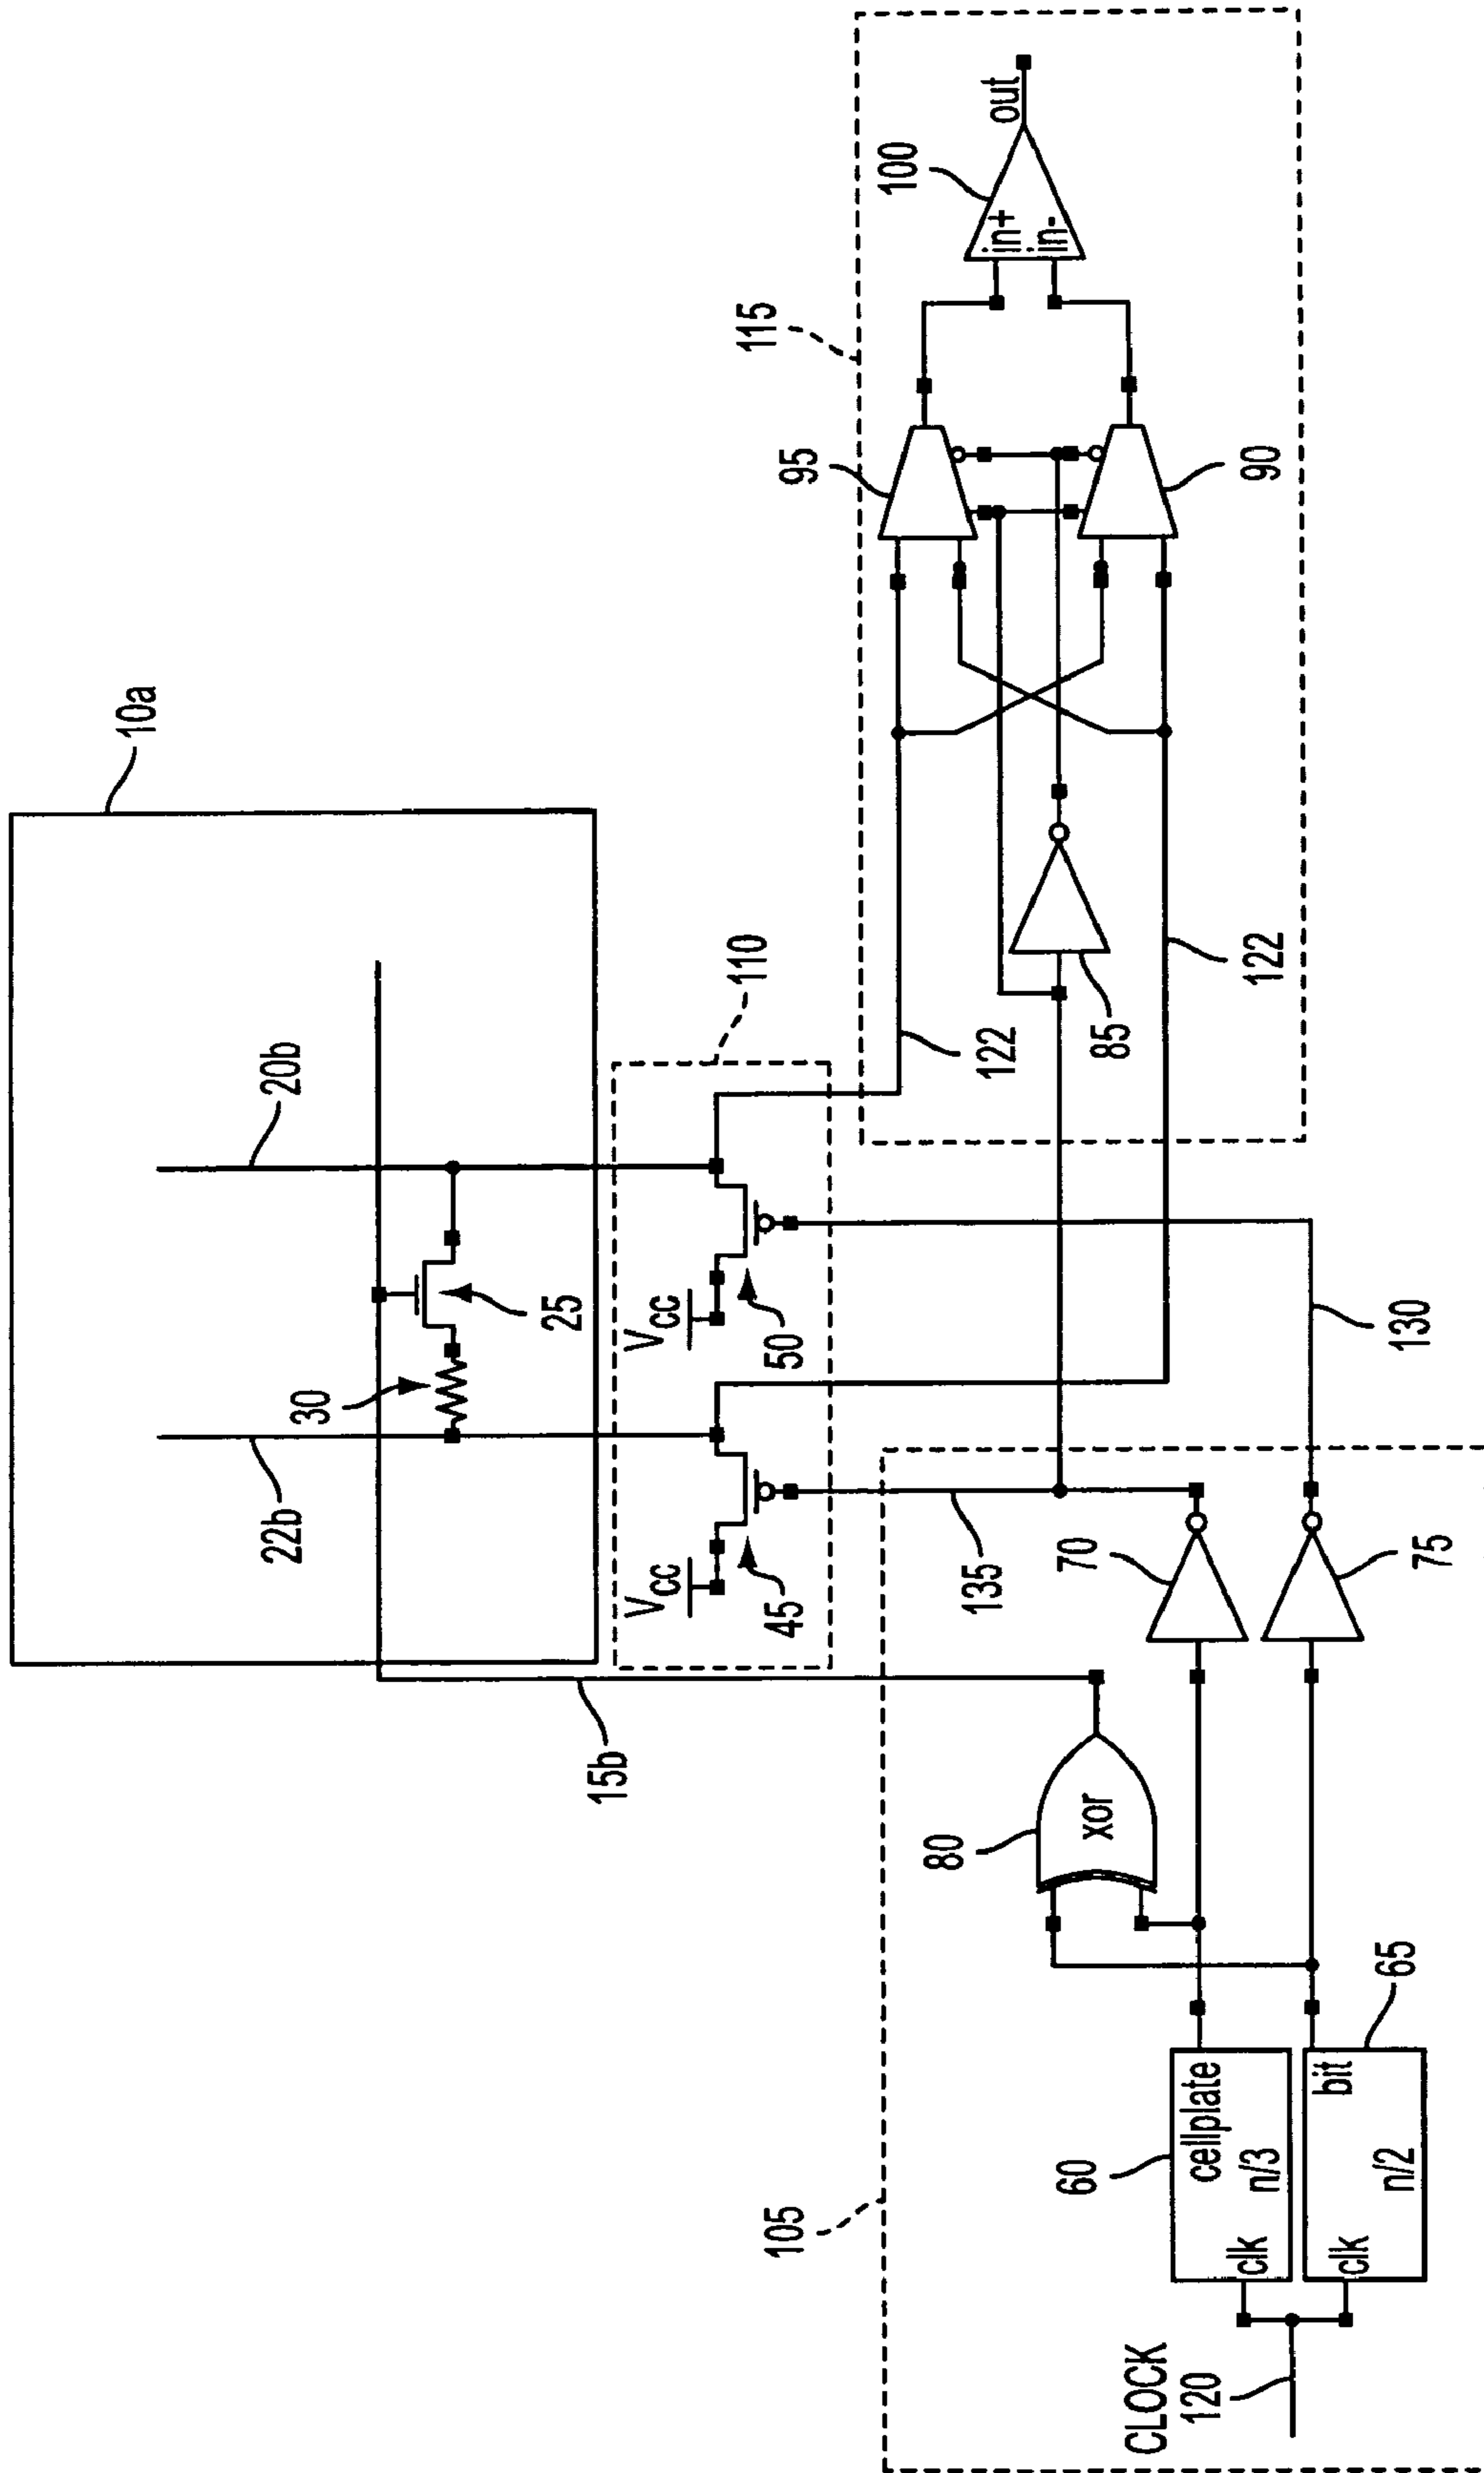 10a
20b
22b
30
25
15b
110
VCC
45
VCC
50
115
95
90
100
in+
in-
out
122
122
85
135
130
70
75
80
xor
105
60
cellplate
n/3
clk
65
bit
n/2
clk
CLOCK
120